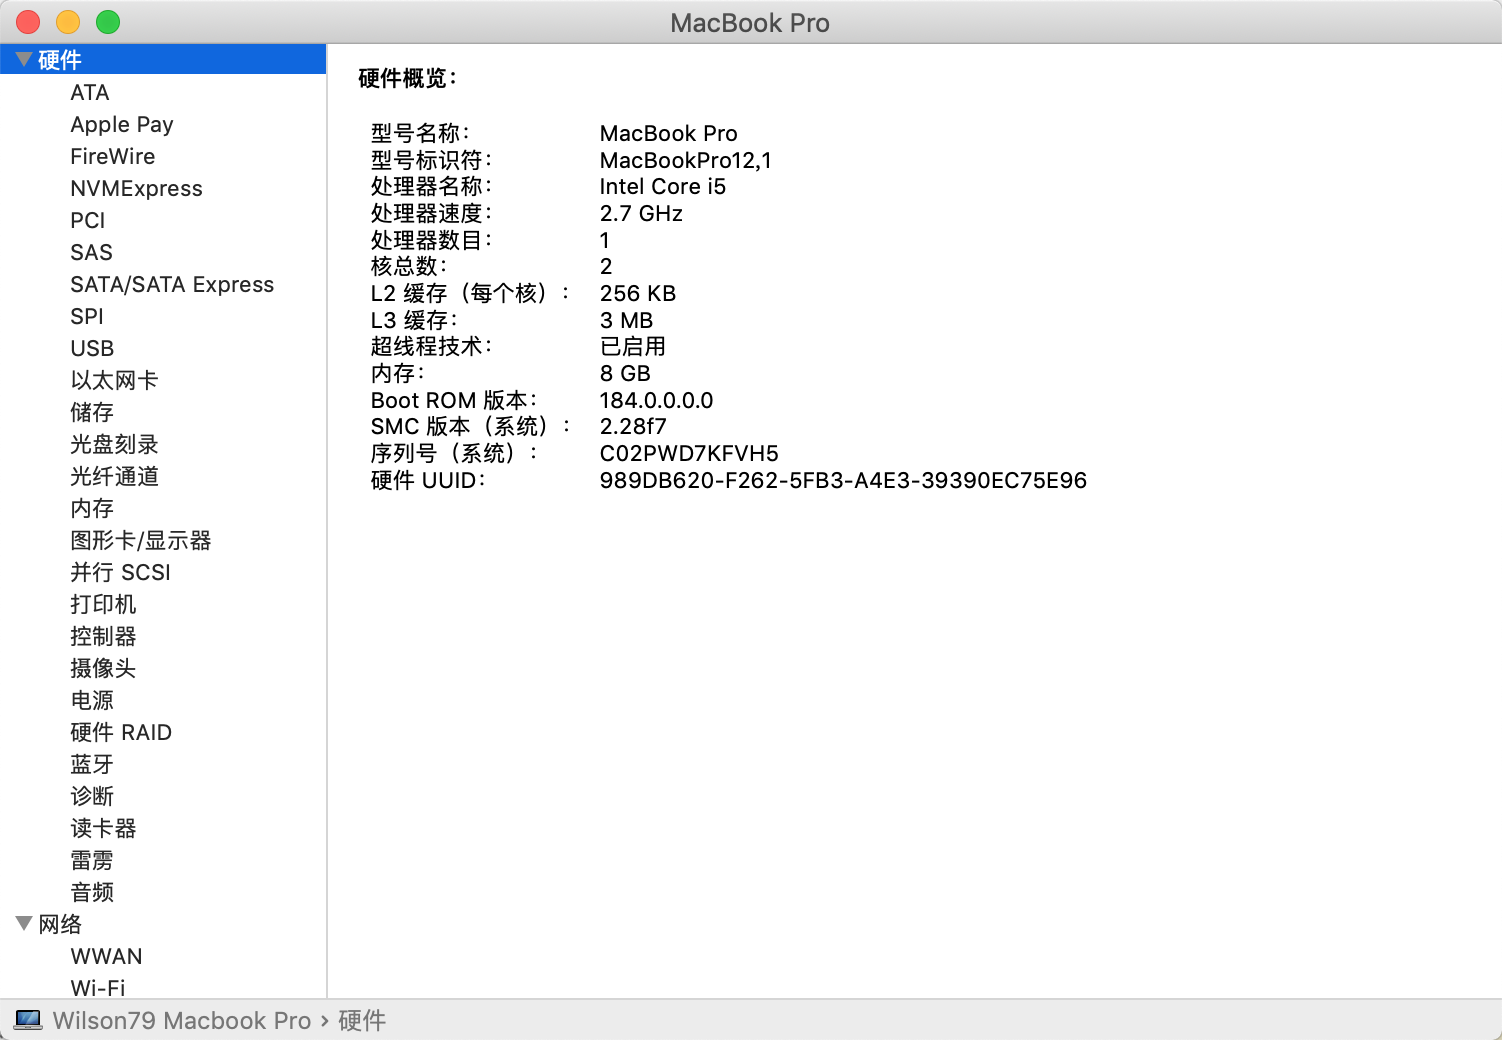 MacBook Pro
硬件
ATA
Apple Pay
FireWire
NVMExpress
PCI
SAS
SATA/SATA Express
SPI
USB
以太网卡
储存
光盘刻录
光纤通道
内存
图形卡/显示器
并行 SCSI
打印机
控制器
摄像头
电源
硬件 RAID
蓝牙
诊断
读卡器
雷雳
音频
网络
WWAN
Wi-Fi
硬件概览：
型号名称： MacBook Pro
型号标识符： MacBookPro12,1
处理器名称： Intel Core i5
处理器速度： 2.7 GHz
处理器数目： 1
核总数： 2
L2 缓存（每个核）： 256 KB
L3 缓存： 3 MB
超线程技术： 已启用
内存： 8 GB
Boot ROM 版本： 184.0.0.0.0
SMC 版本（系统）： 2.28f7
序列号（系统）： C02PWD7KFVH5
硬件 UUID： 989DB620-F262-5FB3-A4E3-39390EC75E96
Wilson79 Macbook Pro › 硬件